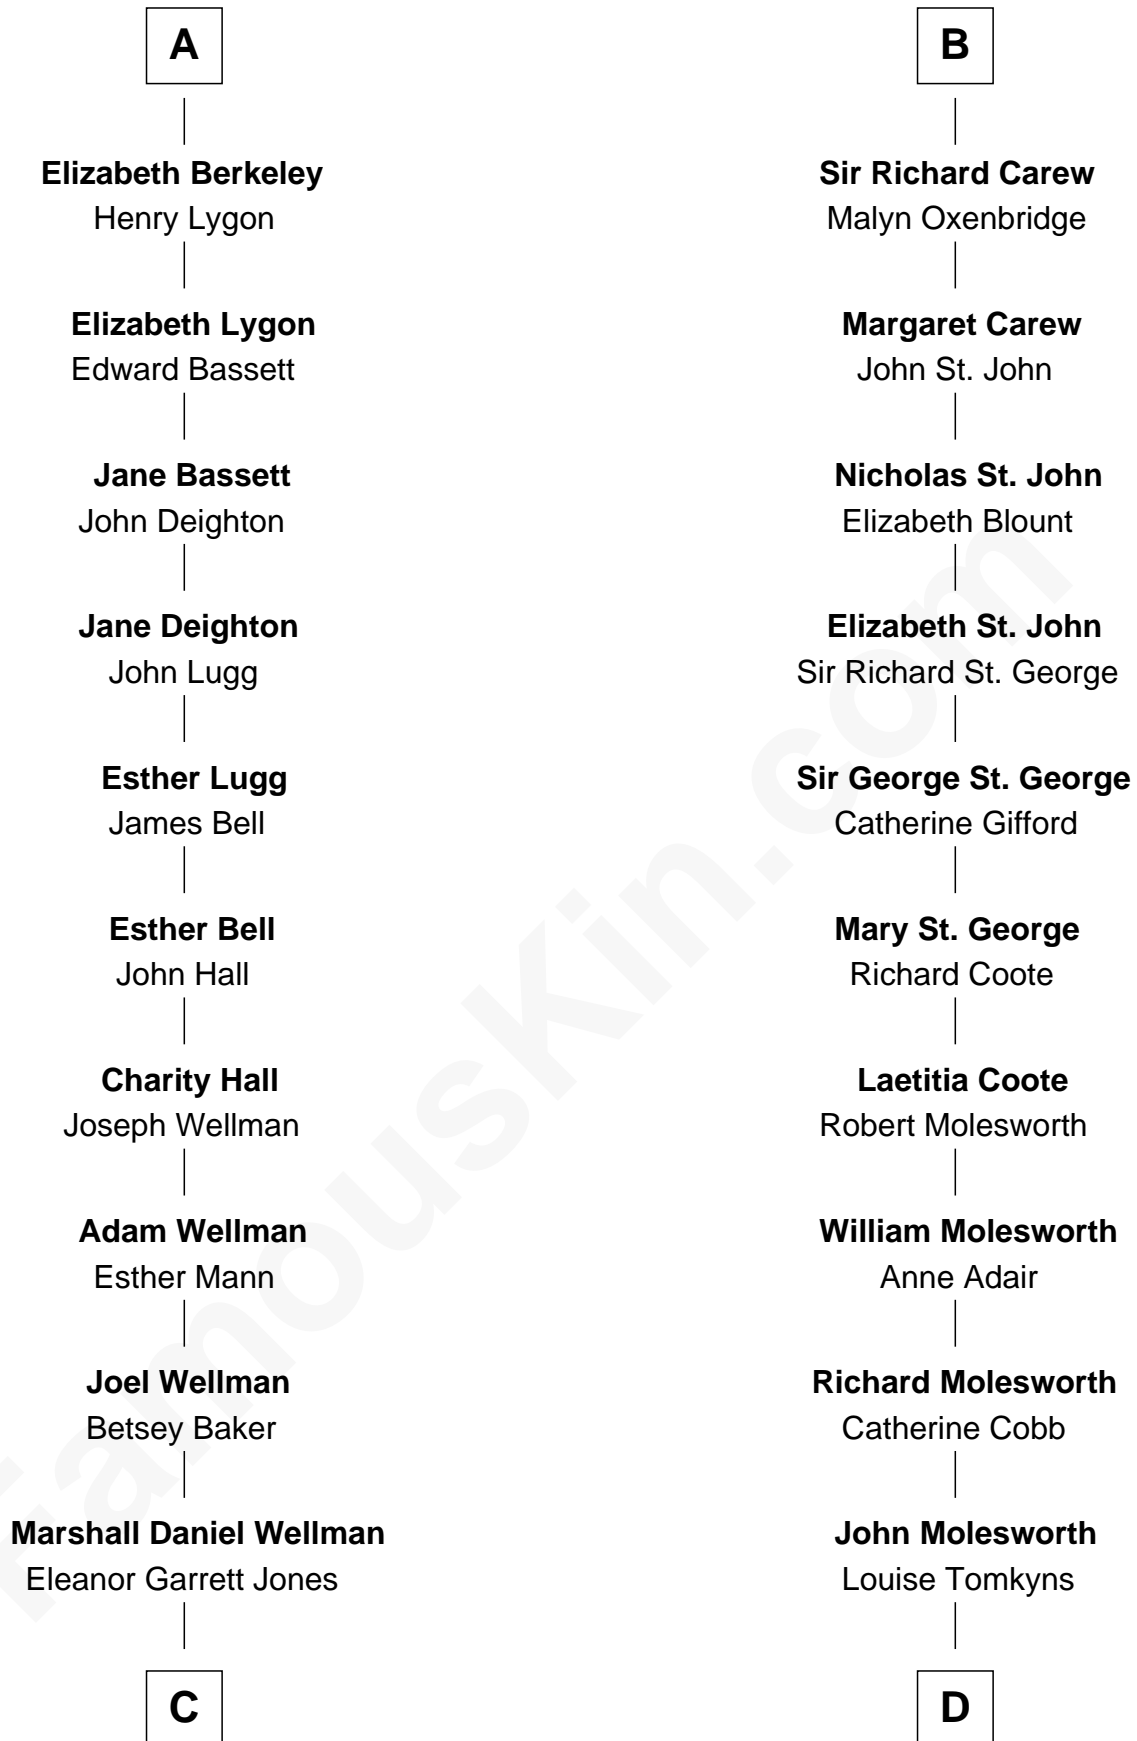 A
Elizabeth Berkeley
Henry Lygon
Elizabeth Lygon
Edward Bassett
Jane Bassett
John Deighton
Jane Deighton
John Lugg
Esther Lugg
James Bell
Esther Bell
John Hall
Charity Hall
Joseph Wellman
Adam Wellman
Esther Mann
Joel Wellman
Betsey Baker
Marshall Daniel Wellman
Eleanor Garrett Jones
C
B
Sir Richard Carew
Malyn Oxenbridge
Margaret Carew
John St. John
Nicholas St. John
Elizabeth Blount
Elizabeth St. John
Sir Richard St. George
Sir George St. George
Catherine Gifford
Mary St. George
Richard Coote
Laetitia Coote
Robert Molesworth
William Molesworth
Anne Adair
Richard Molesworth
Catherine Cobb
John Molesworth
Louise Tomkyns
D
FamousKin.com